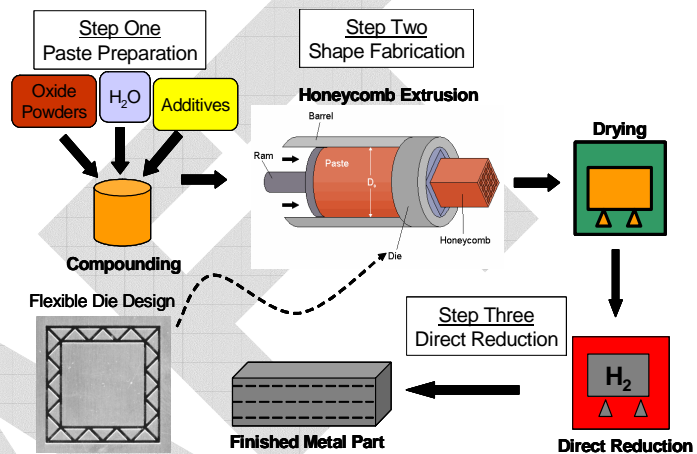 Step One
Paste Preparation
Oxide
Powders
H₂O
Additives
Compounding
Step Two
Shape Fabrication
Honeycomb Extrusion
Barrel
Ram
Paste
Dₒ
Die
Honeycomb
Drying
Flexible Die Design
Step Three
Direct Reduction
H₂
Direct Reduction
Finished Metal Part